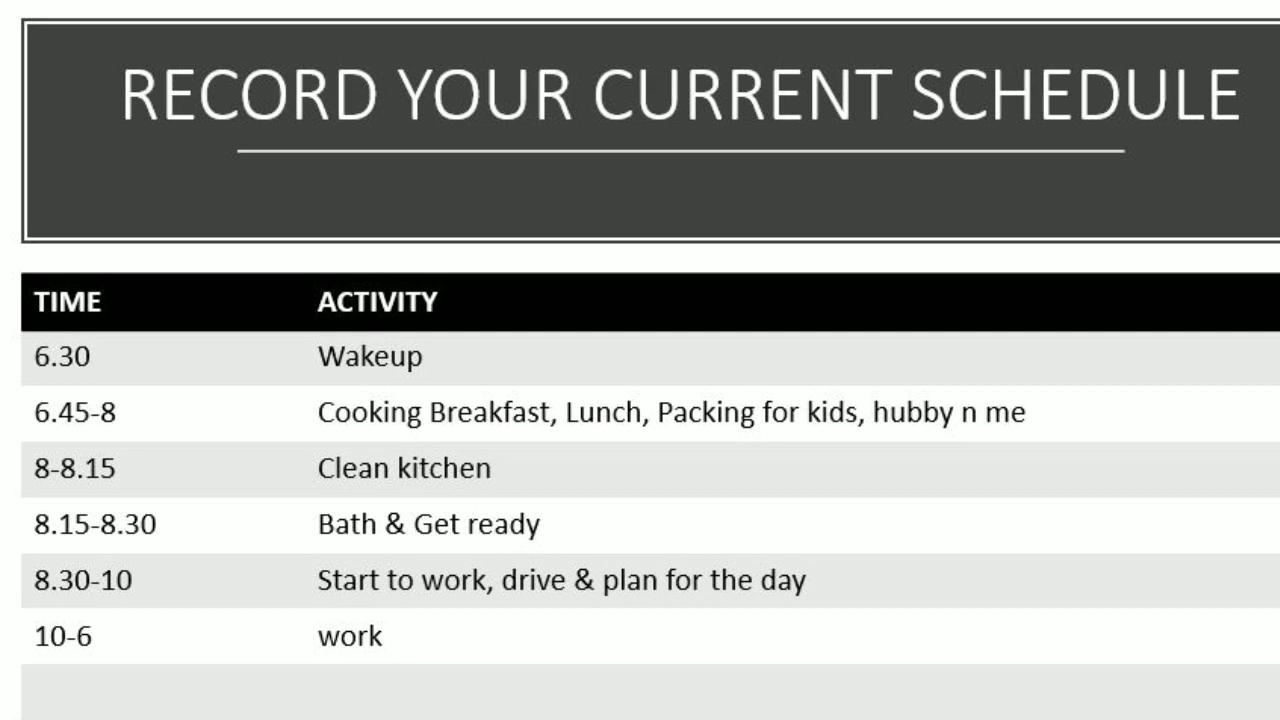 RECORD YOUR CURRENT SCHEDULE
TIME ACTIVITY
6.30 Wakeup
6.45-8 Cooking Breakfast, Lunch, Packing for kids, hubby n me
8-8.15 Clean kitchen
8.15-8.30 Bath & Get ready
8.30-10 Start to work, drive & plan for the day
10-6 work